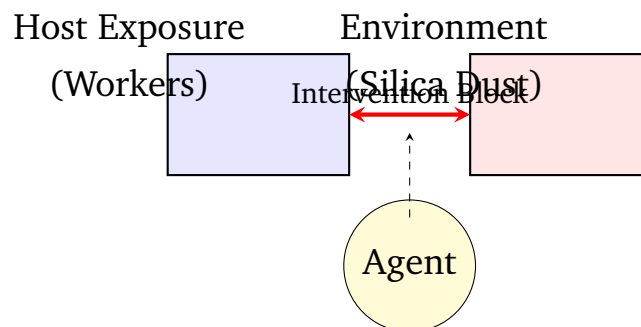 Host Exposure
(Workers)
Environment
(Silica Dust)
Intervention Block
Agent